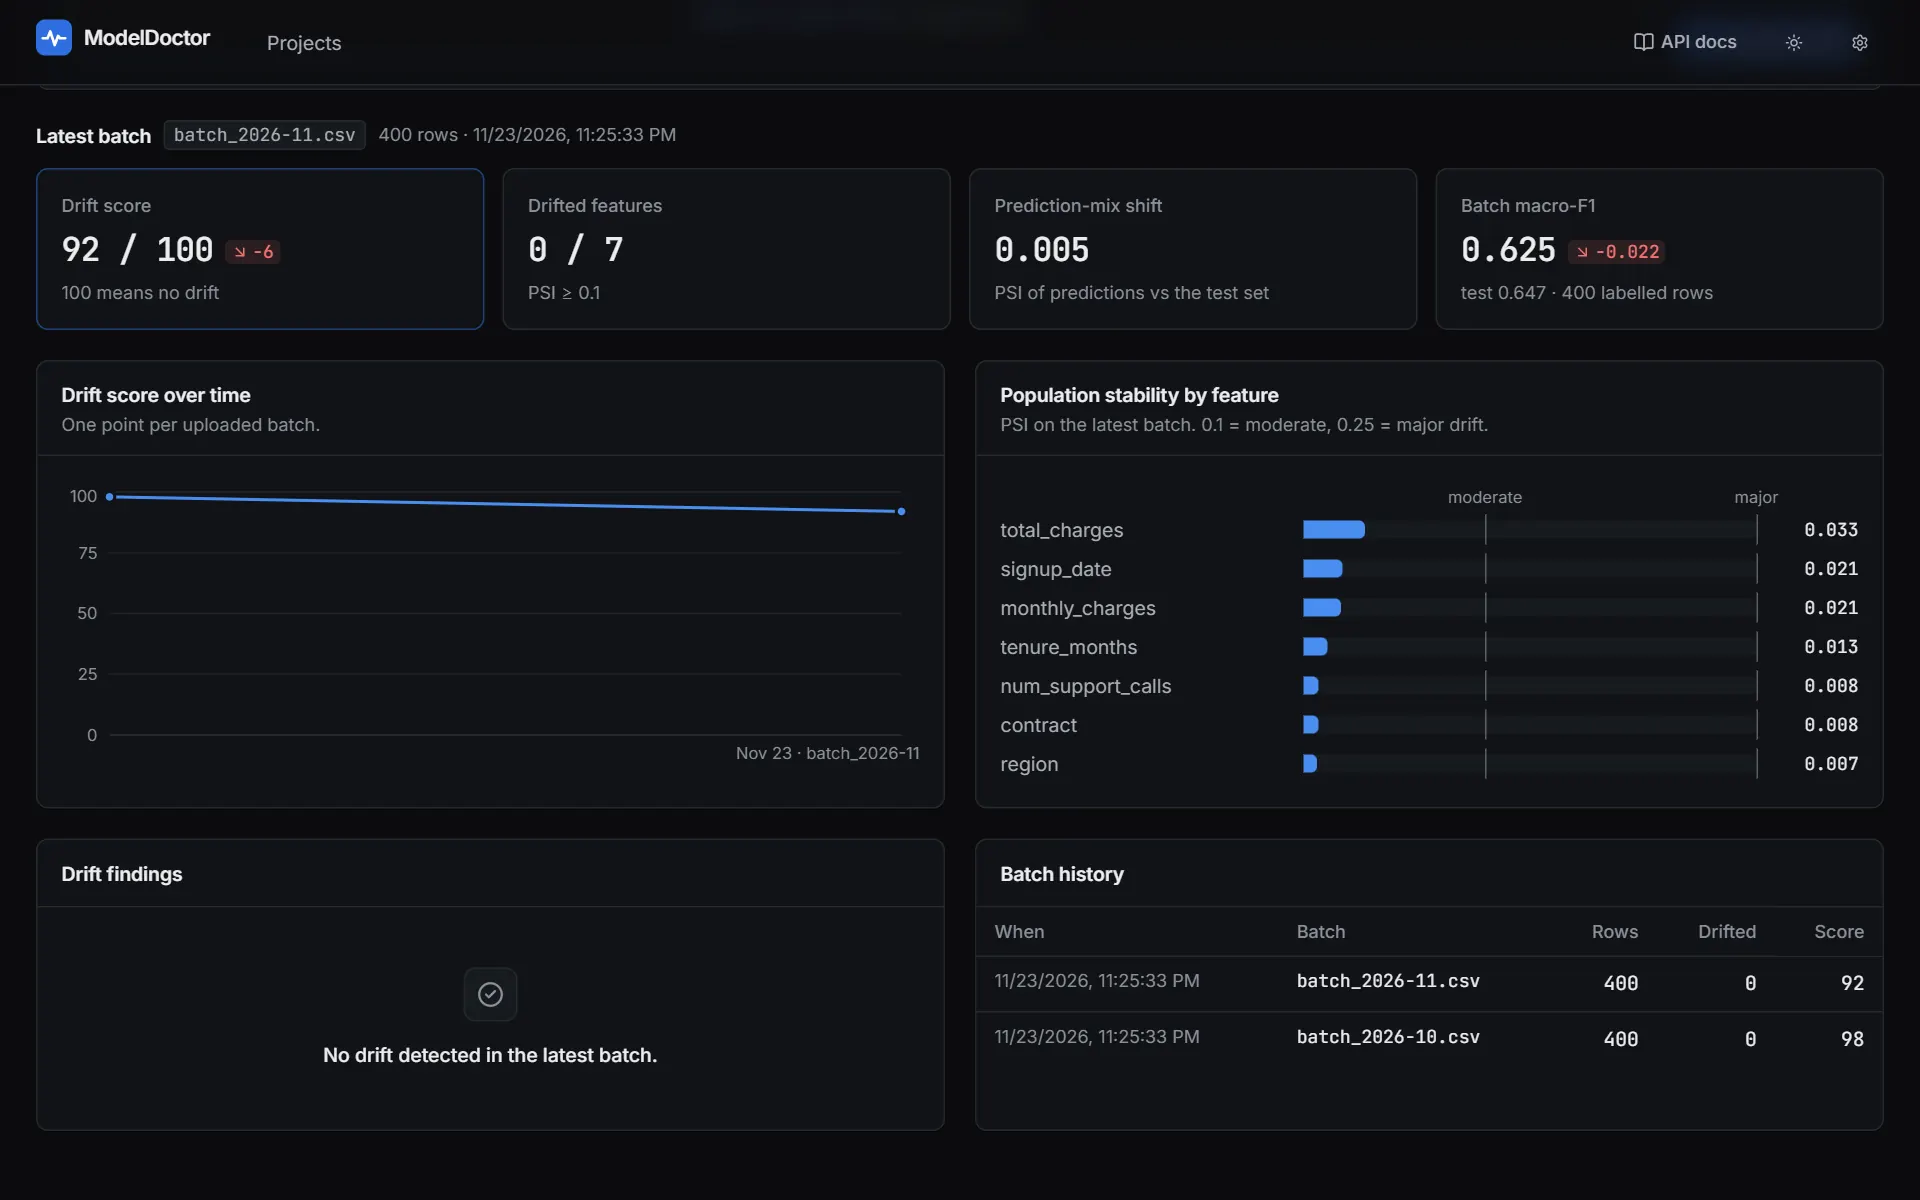 ModelDoctor
Projects
API docs
Latest batch batch_2026-11.csv 400 rows · 11/23/2026, 11:25:33 PM
Drift score
92 / 100 ↘ -6
100 means no drift
Drifted features
0 / 7
PSI ≥ 0.1
Prediction-mix shift
0.005
PSI of predictions vs the test set
Batch macro-F1
0.625 ↘ -0.022
test 0.647 · 400 labelled rows
Drift score over time
One point per uploaded batch.
100
75
50
25
0
Nov 23 · batch_2026-11
Population stability by feature
PSI on the latest batch. 0.1 = moderate, 0.25 = major drift.
moderate major
total_charges 0.033
signup_date 0.021
monthly_charges 0.021
tenure_months 0.013
num_support_calls 0.008
contract 0.008
region 0.007
Drift findings
No drift detected in the latest batch.
Batch history
When Batch Rows Drifted Score
11/23/2026, 11:25:33 PM batch_2026-11.csv 400 0 92
11/23/2026, 11:25:33 PM batch_2026-10.csv 400 0 98